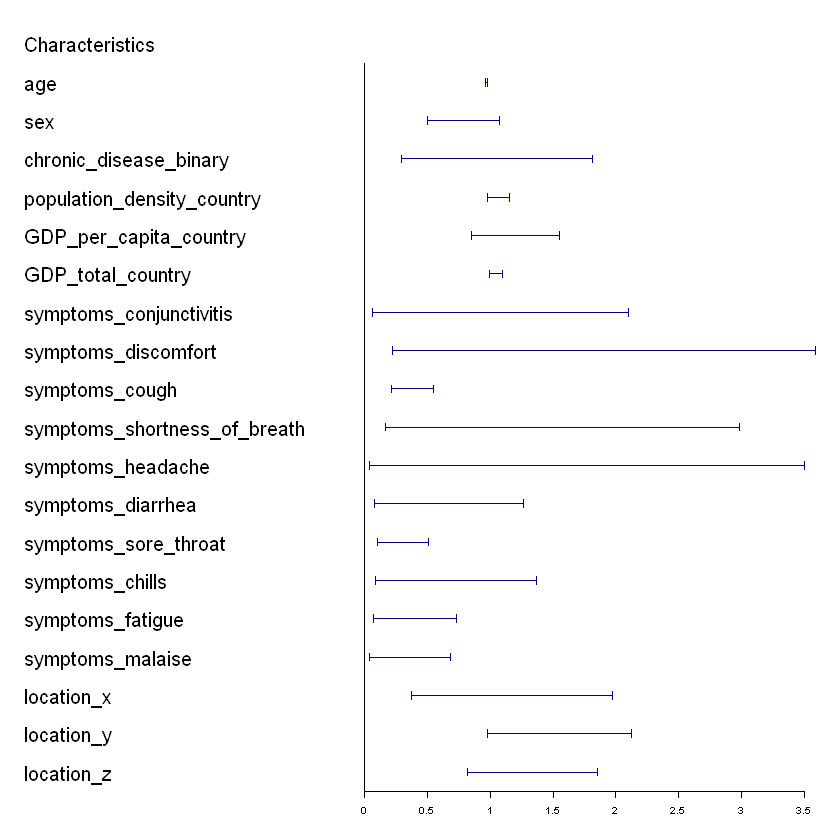 Characteristics
age
sex
chronic_disease_binary
population_density_country
GDP_per_capita_country
GDP_total_country
symptoms_conjunctivitis
symptoms_discomfort
symptoms_cough
symptoms_shortness_of_breath
symptoms_headache
symptoms_diarrhea
symptoms_sore_throat
symptoms_chills
symptoms_fatigue
symptoms_malaise
location_x
location_y
location_z
0 0.5 1 1.5 2 2.5 3 3.5